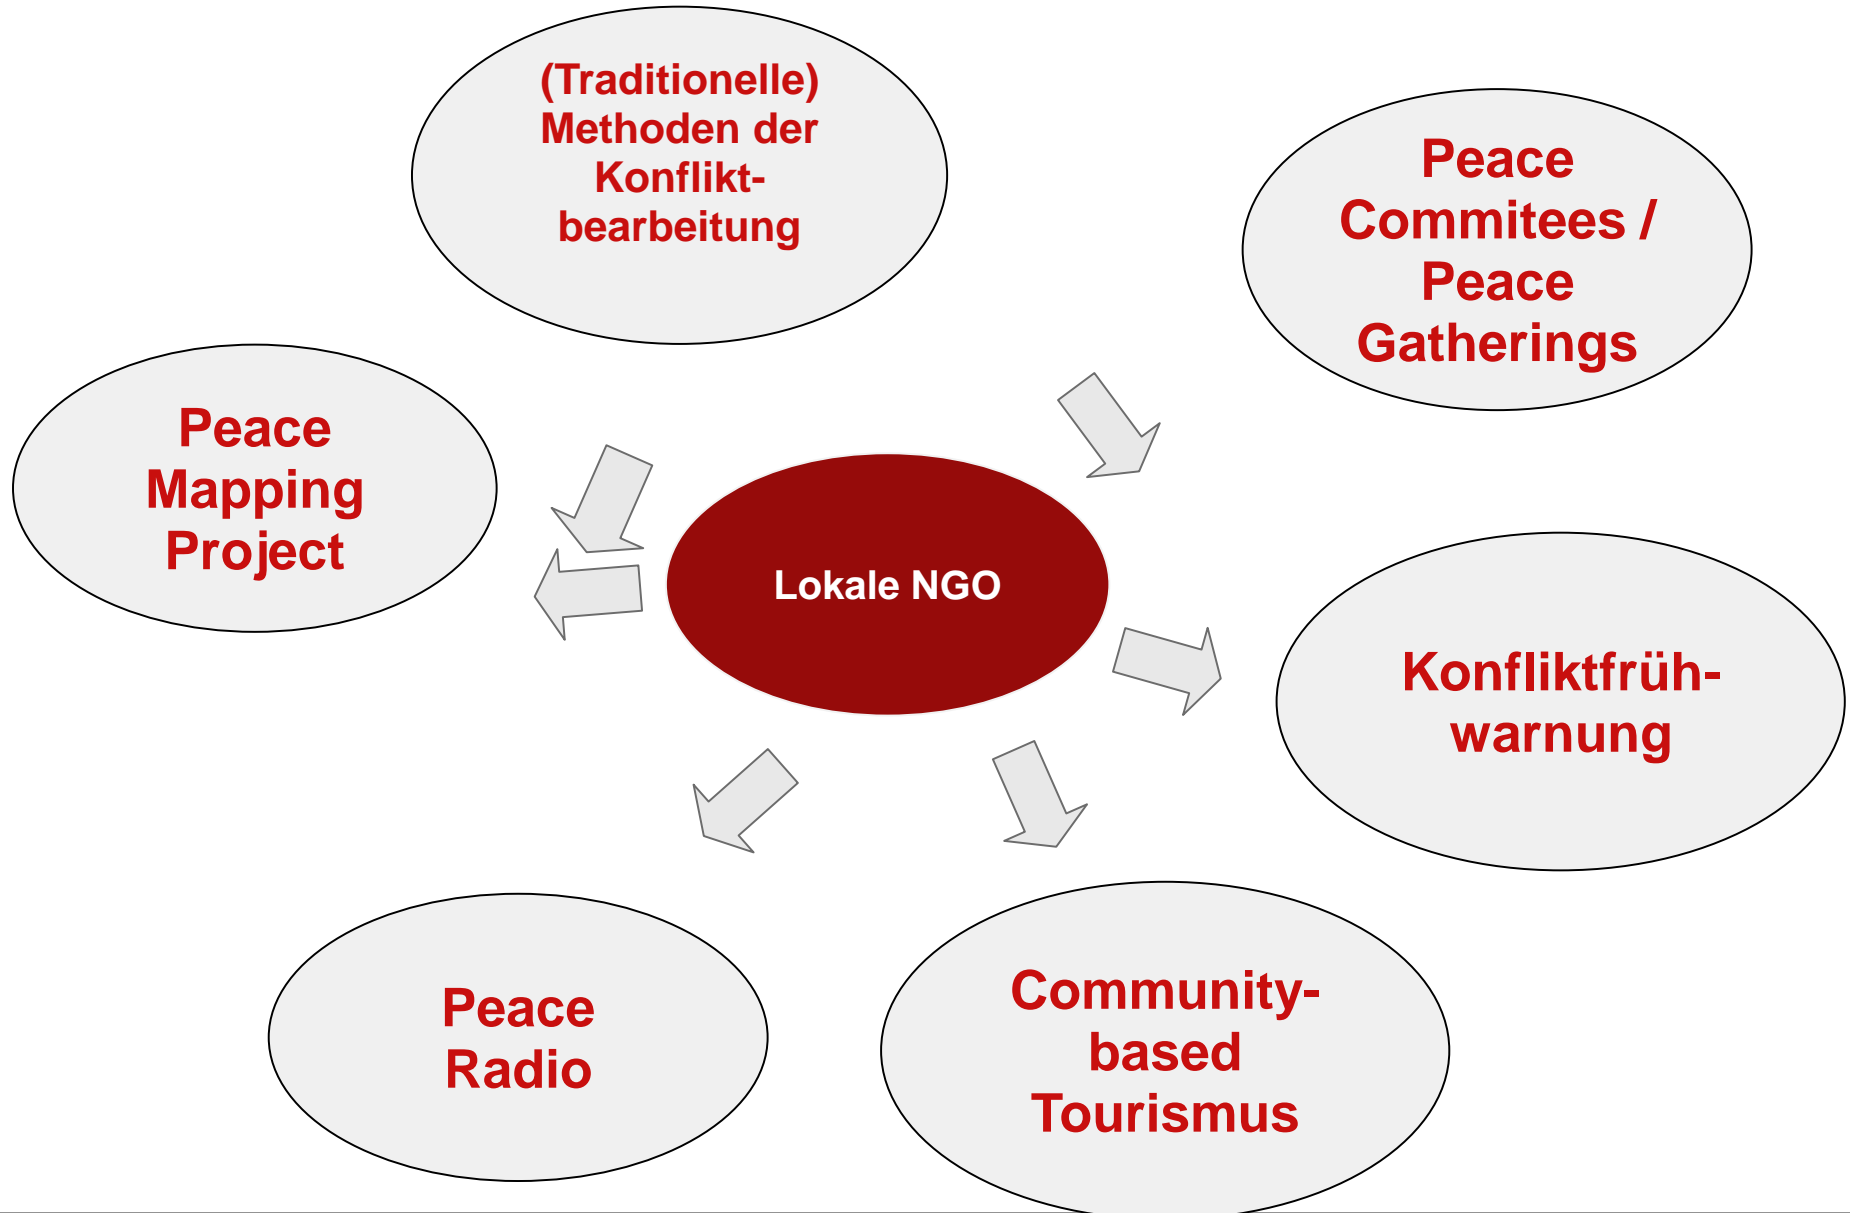 (Traditionelle)
Methoden der
Konflikt-
bearbeitung
Peace
Commitees /
Peace
Gatherings
Peace
Mapping
Project
Lokale NGO
Konfliktfrüh-
warnung
Peace
Radio
Community-
based
Tourismus